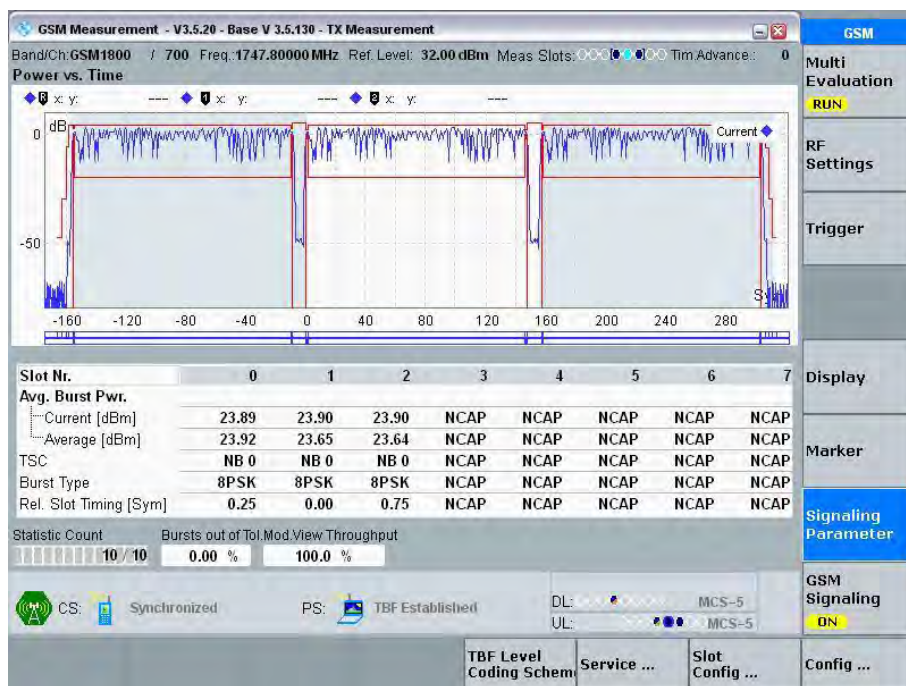 GSM Measurement - V3.5.20 - Base V 3.5.130 - TX Measurement
Band/Ch:GSM1800 / 700 Freq.:1747.80000 MHz Ref. Level: 32.00 dBm Meas Slots: Tim.Advance.: 0
Power vs. Time
R x: y: --- 1 x: y: --- 2 x: y: ---
dB
Current
0
-50
Sym
-160 -120 -80 -40 0 40 80 120 160 200 240 280
Slot Nr. 0 1 2 3 4 5 6 7
Avg. Burst Pwr.
Current [dBm] 23.89 23.90 23.90 NCAP NCAP NCAP NCAP NCAP
Average [dBm] 23.92 23.65 23.64 NCAP NCAP NCAP NCAP NCAP
TSC NB 0 NB 0 NB 0 NCAP NCAP NCAP NCAP NCAP
Burst Type 8PSK 8PSK 8PSK NCAP NCAP NCAP NCAP NCAP
Rel. Slot Timing [Sym] 0.25 0.00 0.75 NCAP NCAP NCAP NCAP NCAP
Statistic Count Bursts out of Tol. Mod.View Throughput
10 / 10 0.00 % 100.0 %
CS: Synchronized PS: TBF Established DL: MCS-5
UL: MCS-5
TBF Level
Coding Schem
Service ...
Slot
Config ...
Config ...
GSM
Multi
Evaluation
RUN
RF
Settings
Trigger
Display
Marker
Signaling
Parameter
GSM
Signaling
ON